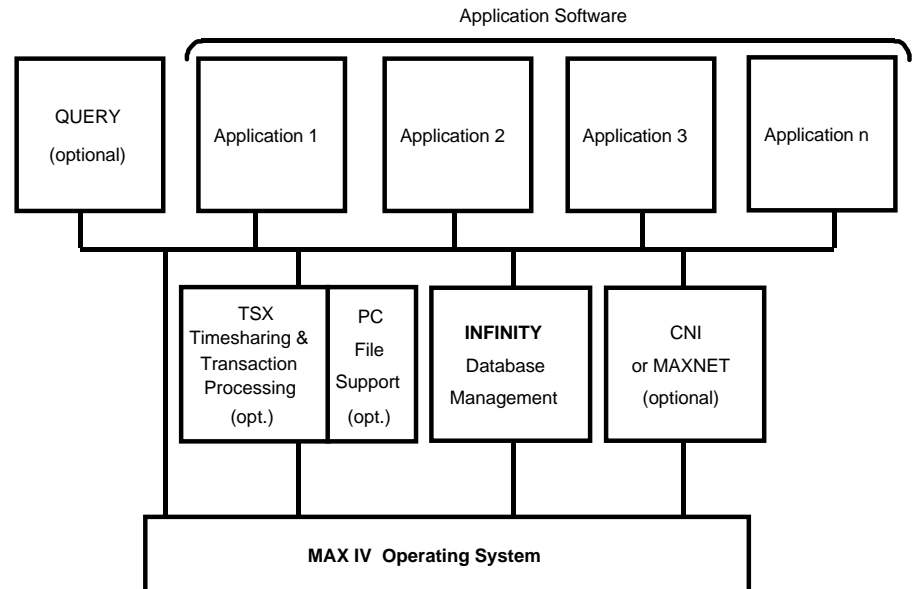 Application Software
QUERY
(optional)
Application 1
Application 2
Application 3
Application n
TSX
Timesharing &
Transaction
Processing
(opt.)
PC
File
Support
(opt.)
INFINITY
Database
Management
CNI
or MAXNET
(optional)
MAX IV Operating System